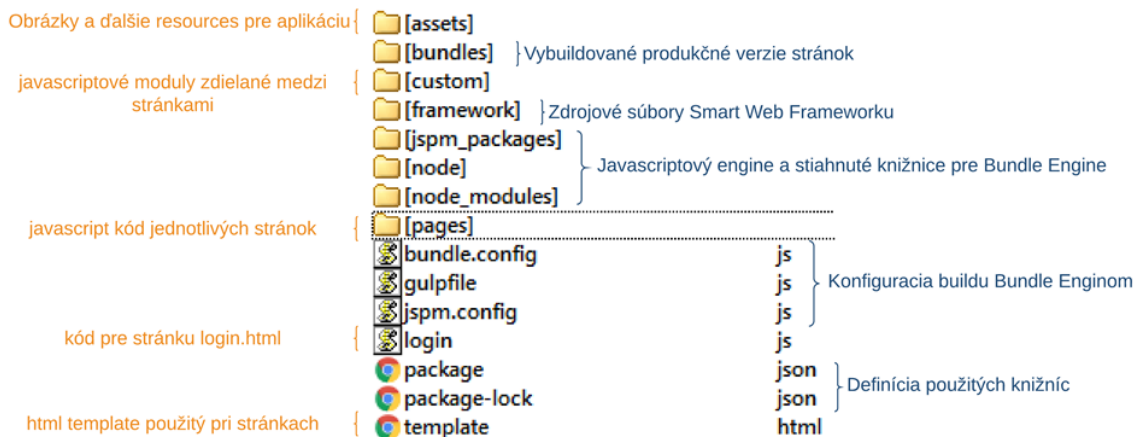 Obrázky a ďalšie resources pre aplikáciu [assets]
[bundles] Vybuildované produkčné verzie stránok
javascriptové moduly zdielané medzi [custom]
stránkami
[framework] Zdrojové súbory Smart Web Frameworku
[jspm_packages]
[node] Javascriptový engine a stiahnuté knižnice pre Bundle Engine
[node_modules]
javascript kód jednotlivých stránok [pages]
bundle.config js
gulpfile js Konfiguracia buildu Bundle Enginom
jspm.config js
kód pre stránku login.html login js
package json
Definícia použitých knižníc
package-lock json
html template použitý pri stránkach template html